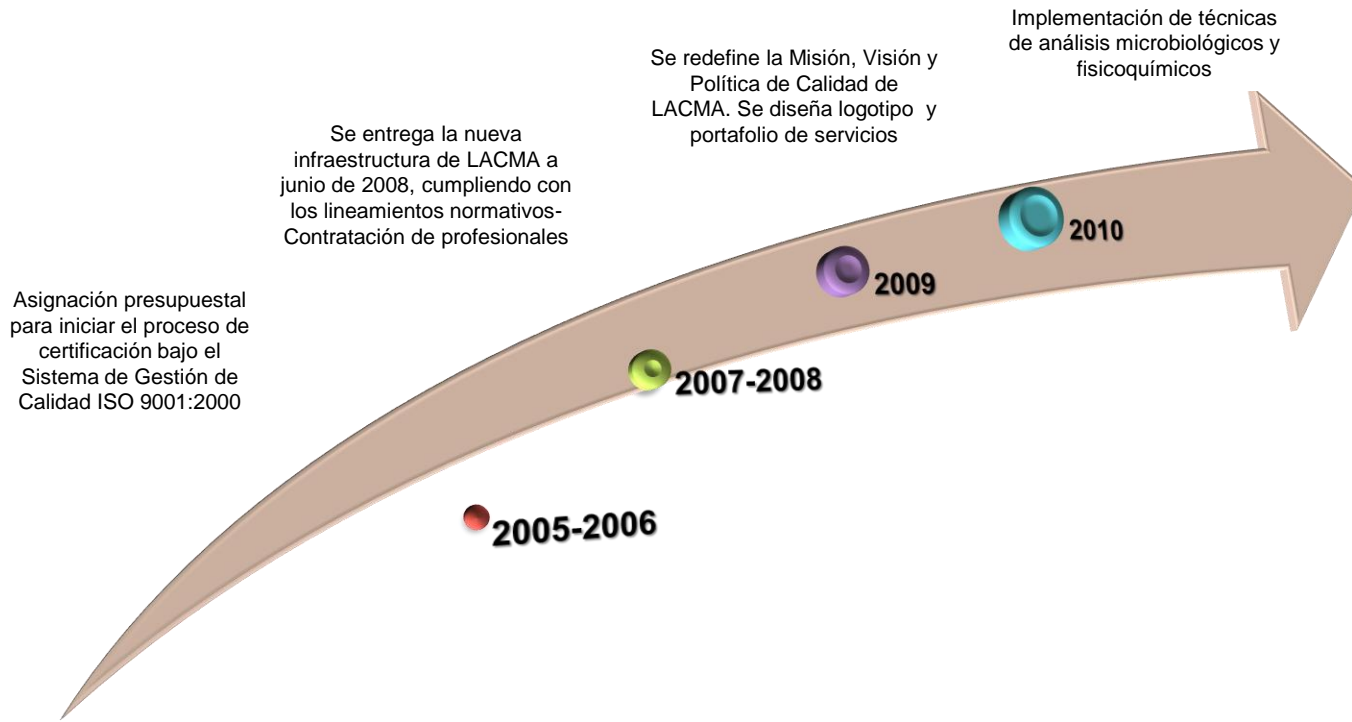 Asignación presupuestal
para iniciar el proceso de
certificación bajo el
Sistema de Gestión de
Calidad ISO 9001:2000
2005-2006
Se entrega la nueva
infraestructura de LACMA a
junio de 2008, cumpliendo con
los lineamientos normativos-
Contratación de profesionales
2007-2008
Se redefine la Misión, Visión y
Política de Calidad de
LACMA. Se diseña logotipo y
portafolio de servicios
2009
Implementación de técnicas
de análisis microbiológicos y
fisicoquímicos
2010